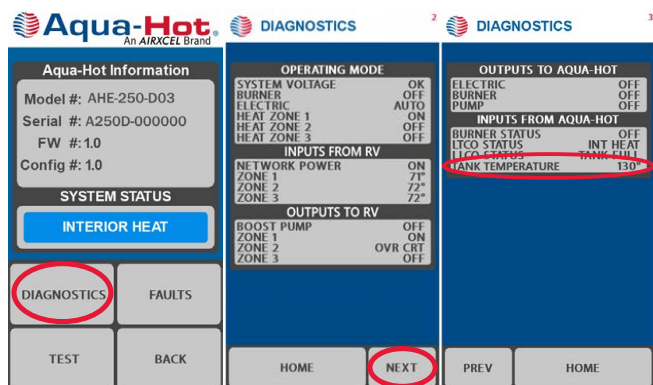 Aqua-Hot®
An AIRXCEL Brand
Aqua-Hot Information
Model #: AHE-250-D03
Serial #: A250D-000000
FW #: 1.0
Config #: 1.0
SYSTEM STATUS
INTERIOR HEAT
DIAGNOSTICS
FAULTS
TEST
BACK
DIAGNOSTICS
2
OPERATING MODE
SYSTEM VOLTAGE OK
BURNER OFF
ELECTRIC AUTO
HEAT ZONE 1 ON
HEAT ZONE 2 OFF
HEAT ZONE 3 OFF
INPUTS FROM RV
NETWORK POWER ON
ZONE 1 71°
ZONE 2 72°
ZONE 3 72°
OUTPUTS TO RV
BOOST PUMP OFF
ZONE 1 ON
ZONE 2 OVR CRT
ZONE 3 OFF
HOME
NEXT
DIAGNOSTICS
3
OUTPUTS TO AQUA-HOT
ELECTRIC OFF
BURNER OFF
PUMP OFF
INPUTS FROM AQUA-HOT
BURNER STATUS OFF
LTCO STATUS INT HEAT
LLCO STATUS TANK FULL
TANK TEMPERATURE 130°
PREV
HOME